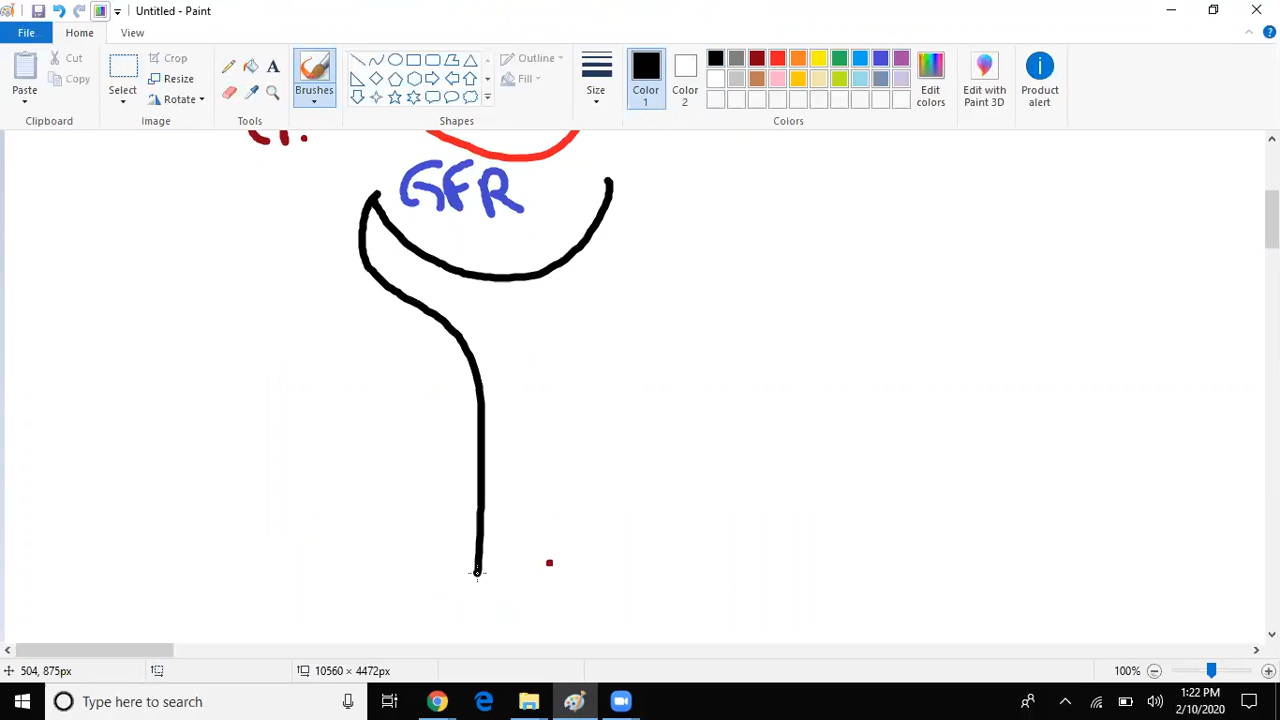 Untitled - Paint
File Home View
Paste
Cut
Copy
Clipboard
Select
Crop
Resize
Rotate
Image
A
Tools
Brushes
Shapes
Outline
Fill
Size
Color 1
Color 2
Colors
Edit colors
Edit with Paint 3D
Product alert
GFR
504, 875px
10560 × 4472px
100%
Type here to search
1:22 PM
2/10/2020